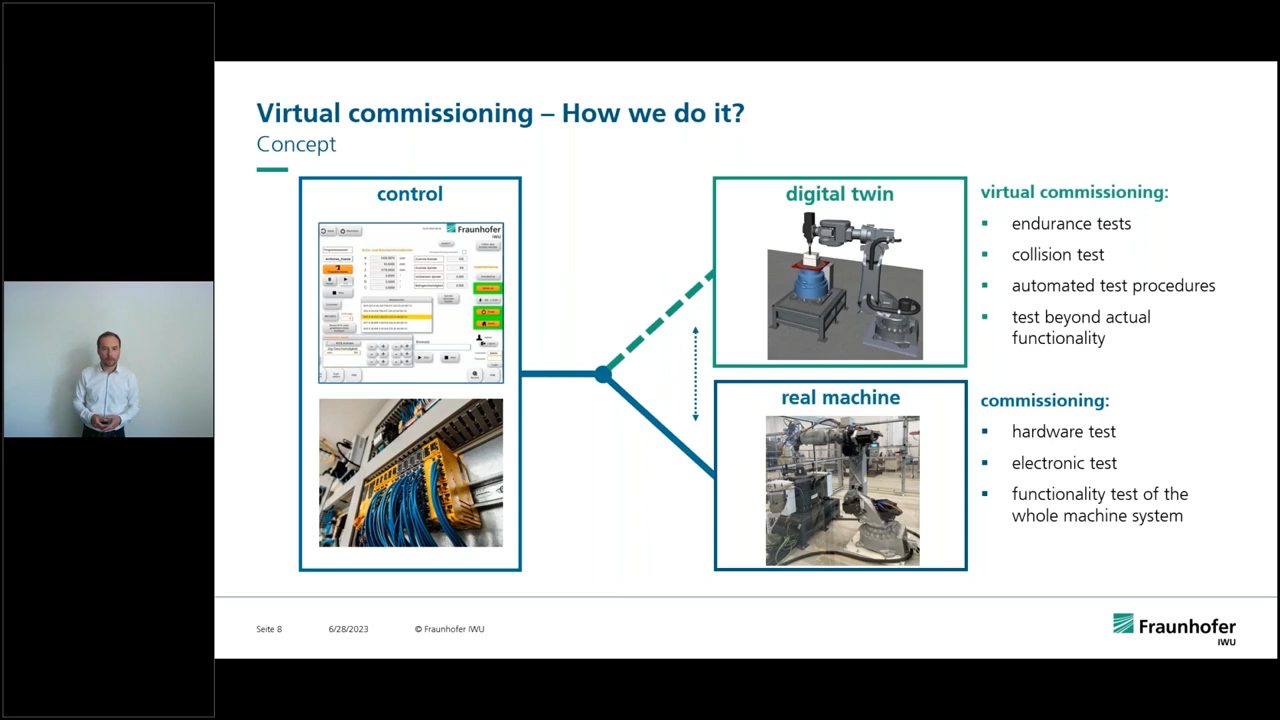 Virtual commissioning – How we do it?
Concept
control
Fraunhofer
IWU
digital twin
real machine
virtual commissioning:
▪ endurance tests
▪ collision test
▪ automated test procedures
▪ test beyond actual
functionality
commissioning:
▪ hardware test
▪ electronic test
▪ functionality test of the
whole machine system
Seite 8
6/28/2023
© Fraunhofer IWU
Fraunhofer
IWU